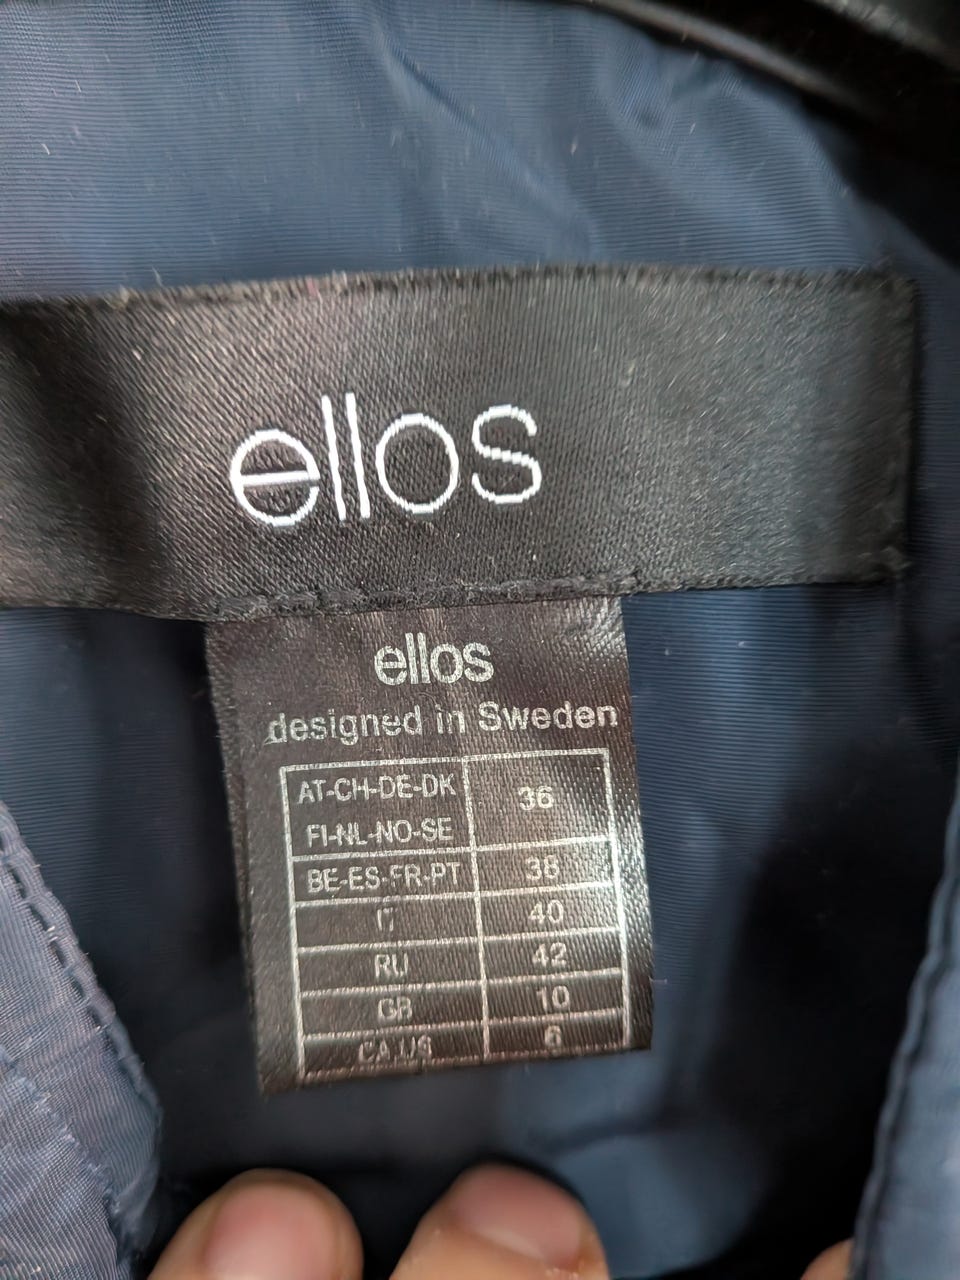 ellos
ellos
designed in Sweden
AT-CH-DE-DK
FI-NL-NO-SE 36
BE-ES-FR-PT 38
IT 40
RU 42
GB 10
CA.US 6